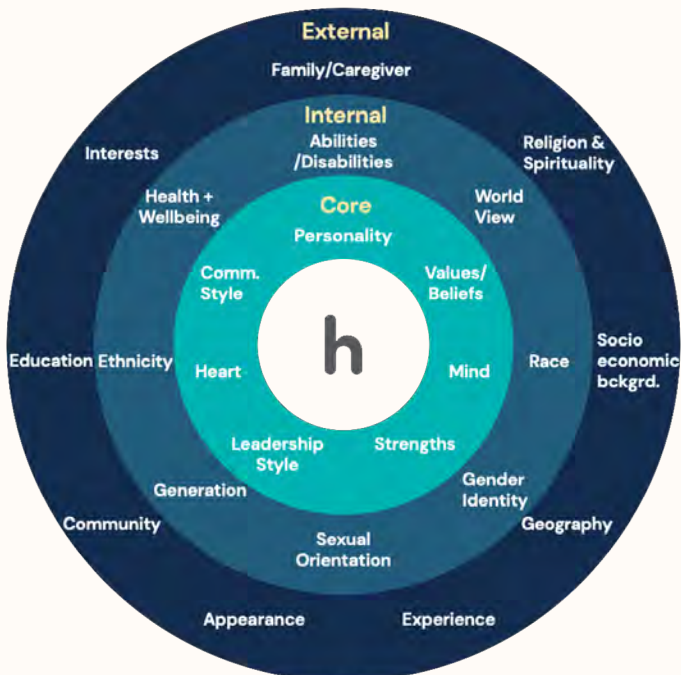 External
Family/Caregiver
Internal
Abilities
/Disabilities
Interests
Religion &
Spirituality
Health +
Wellbeing
World
View
Core
Personality
Comm.
Style
Values/
Beliefs
h
Education
Ethnicity
Heart
Mind
Race
Socio
economic
bckgrd.
Leadership
Style
Strengths
Generation
Gender
Identity
Community
Geography
Sexual
Orientation
Appearance
Experience